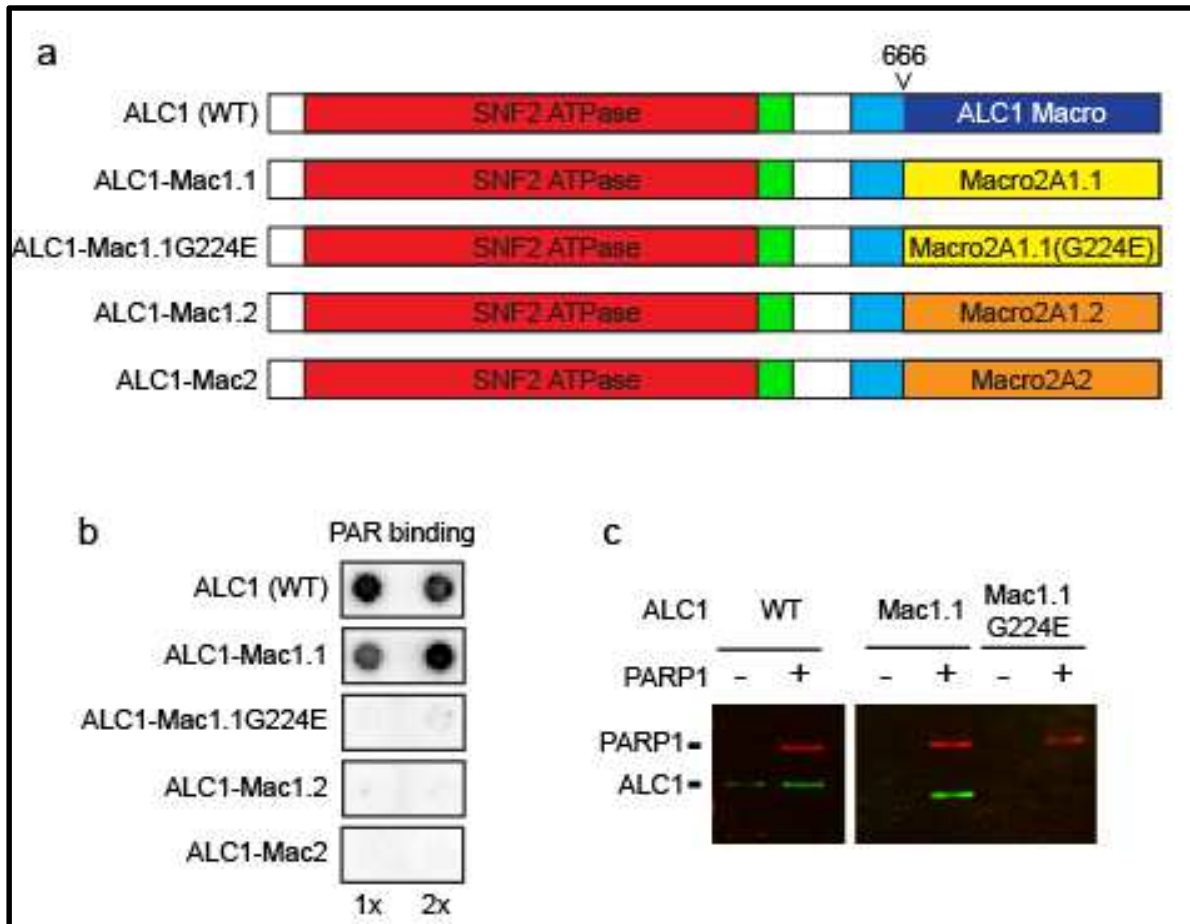 a
666
ALC1 (WT) SNF2 ATPase ALC1 Macro
ALC1-Mac1.1 SNF2 ATPase Macro2A1.1
ALC1-Mac1.1G224E SNF2 ATPase Macro2A1.1(G224E)
ALC1-Mac1.2 SNF2 ATPase Macro2A1.2
ALC1-Mac2 SNF2 ATPase Macro2A2
b
PAR binding
ALC1 (WT)
ALC1-Mac1.1
ALC1-Mac1.1G224E
ALC1-Mac1.2
ALC1-Mac2
1x 2x
c
ALC1 WT Mac1.1 Mac1.1 G224E
PARP1 - + - + - +
PARP1
ALC1